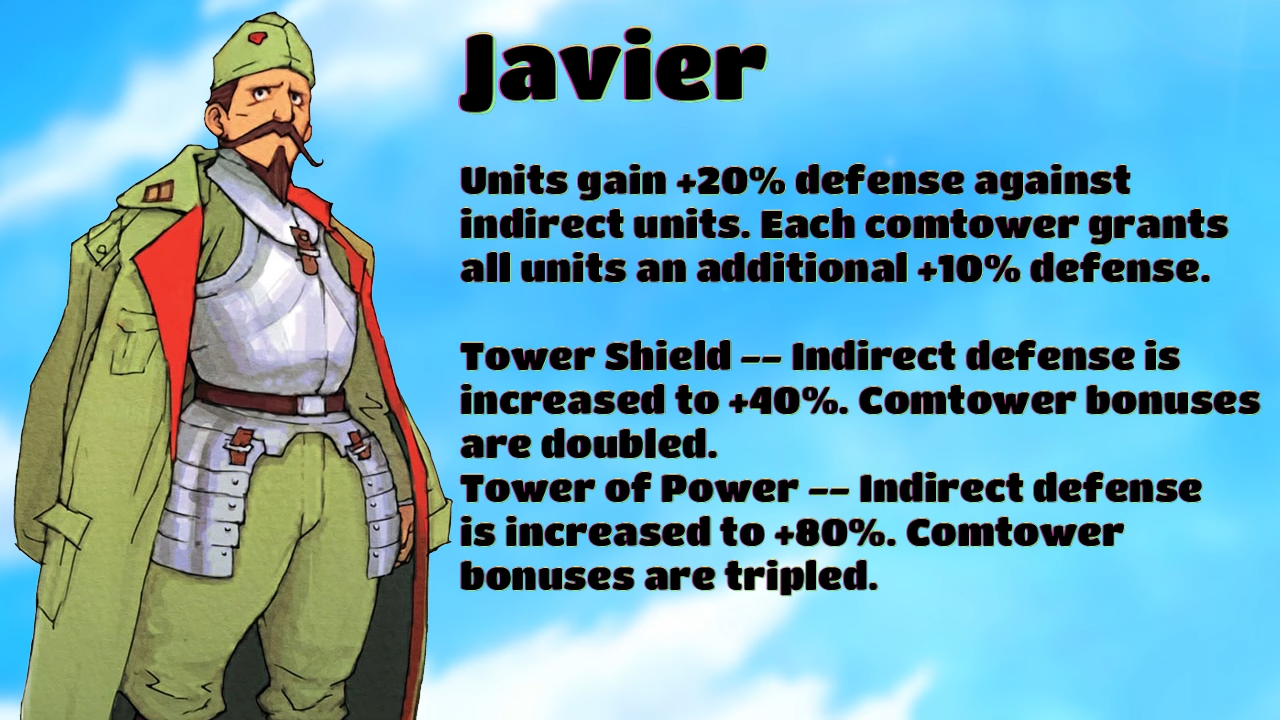 Javier
Units gain +20% defense against
indirect units. Each comtower grants
all units an additional +10% defense.
Tower Shield -- Indirect defense is
increased to +40%. Comtower bonuses
are doubled.
Tower of Power -- Indirect defense
is increased to +80%. Comtower
bonuses are tripled.